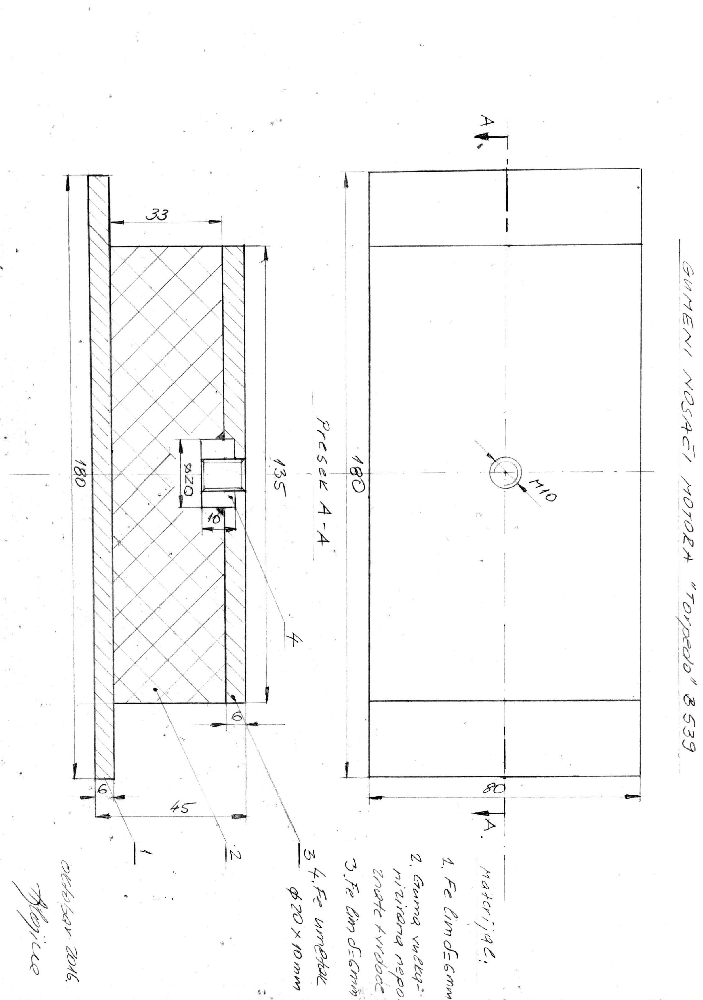 GUMENI NOSAČI MOTORA "Torpedo" B 539
A
M10
180
80
A
Presek A-A
135
33
Ø20
10
4
6
180
6
45
1
2
3
Materijal:
1. Fe lim δ=6mm
2. Guma vulka-
nizirana nepo-
znate tvrdoće
3. Fe lim δ=6mm
4. Fe umetak
Ø20 x 10mm
oktobar 2016.